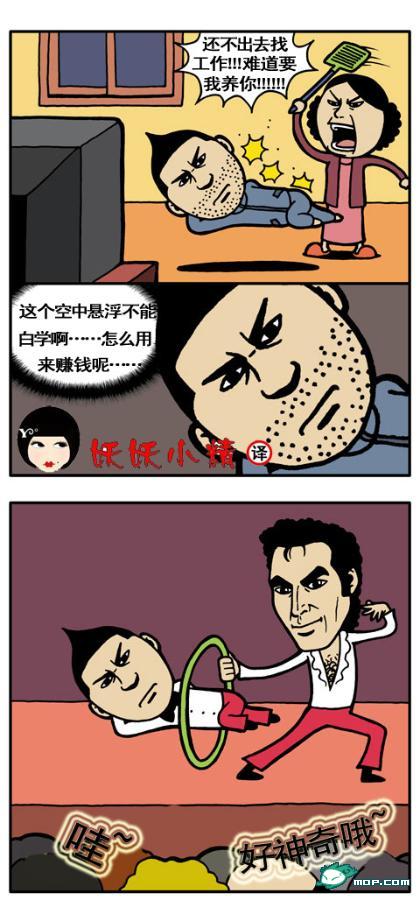 还不出去找
工作!!!难道要
我养你!!!!!!
这个空中悬浮不能
白学啊……怎么用
来赚钱呢……
Y°
妖妖小精 译
哇~
好神奇哦~
mop.com